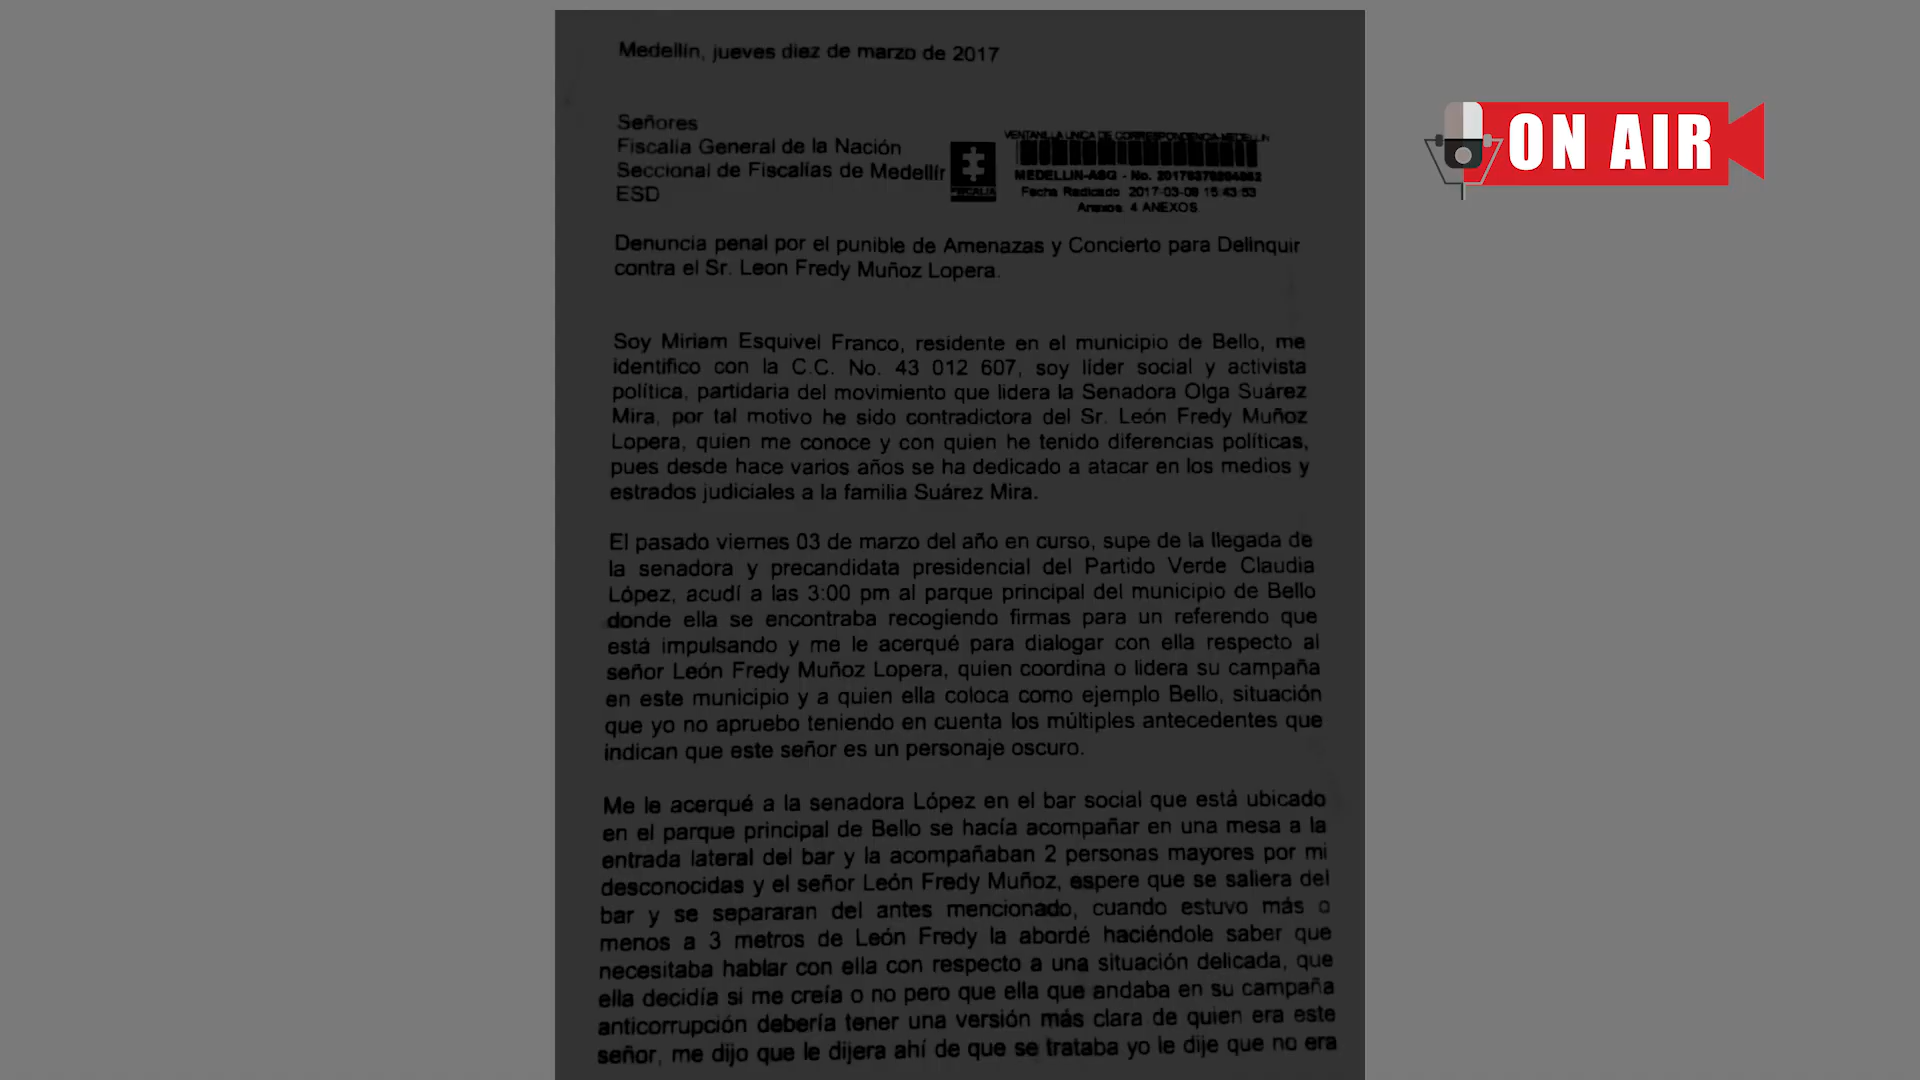 Medellín, jueves diez de marzo de 2017
ON AIR
Señores
Fiscalía General de la Nación
Seccional de Fiscalías de Medellín
ESD
FISCALIA
VENTANILLA UNICA DE CORRESPONDENCIA-MEDELLIN
MEDELLIN-ASG - No.
Fecha Radicado 2017-03-09 15:43:53
Anexos: 4 ANEXOS
Denuncia penal por el punible de Amenazas y Concierto para Delinquir
contra el Sr. Leon Fredy Muñoz Lopera.
Soy Miriam Esquivel Franco, residente en el municipio de Bello, me
identifico con la C.C. No. 43 012 607, soy líder social y activista
política, partidaria del movimiento que lidera la Senadora Olga Suárez
Mira, por tal motivo he sido contradictora del Sr. León Fredy Muñoz
Lopera, quien me conoce y con quien he tenido diferencias políticas,
pues desde hace varios años se ha dedicado a atacar en los medios y
estrados judiciales a la familia Suárez Mira.
El pasado viernes 03 de marzo del año en curso, supe de la llegada de
la senadora y precandidata presidencial del Partido Verde Claudia
López, acudí a las 3:00 pm al parque principal del municipio de Bello
donde ella se encontraba recogiendo firmas para un referendo que
está impulsando y me le acerqué para dialogar con ella respecto al
señor León Fredy Muñoz Lopera, quien coordina o lidera su campaña
en este municipio y a quien ella coloca como ejemplo Bello, situación
que yo no apruebo teniendo en cuenta los múltiples antecedentes que
indican que este señor es un personaje oscuro.
Me le acerqué a la senadora López en el bar social que está ubicado
en el parque principal de Bello se hacía acompañar en una mesa a la
entrada lateral del bar y la acompañaban 2 personas mayores por mi
desconocidas y el señor León Fredy Muñoz, espere que se saliera del
bar y se separaran del antes mencionado, cuando estuvo más o
menos a 3 metros de León Fredy la abordé haciéndole saber que
necesitaba hablar con ella con respecto a una situación delicada, que
ella decidía si me creía o no pero que ella que andaba en su campaña
anticorrupción debería tener una versión más clara de quien era este
señor, me dijo que le dijera ahí de que se trataba yo le dije que no era